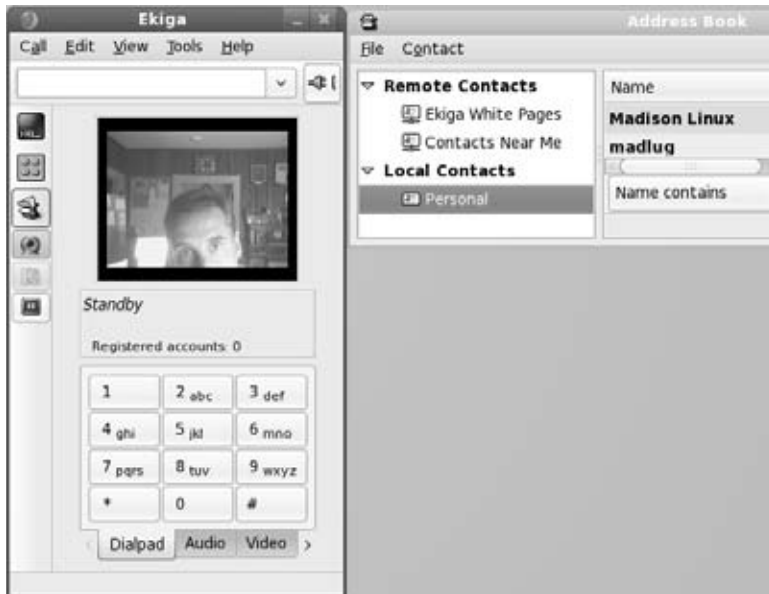 Ekiga
Call Edit View Tools Help
Standby
Registered accounts: 0
1 2 abc 3 def
4 ghi 5 jkl 6 mno
7 pqrs 8 tuv 9 wxyz
* 0 #
Dialpad Audio Video
Address Book
File Contact
Remote Contacts
Ekiga White Pages
Contacts Near Me
Local Contacts
Personal
Name
Madison Linux
madlug
Name contains